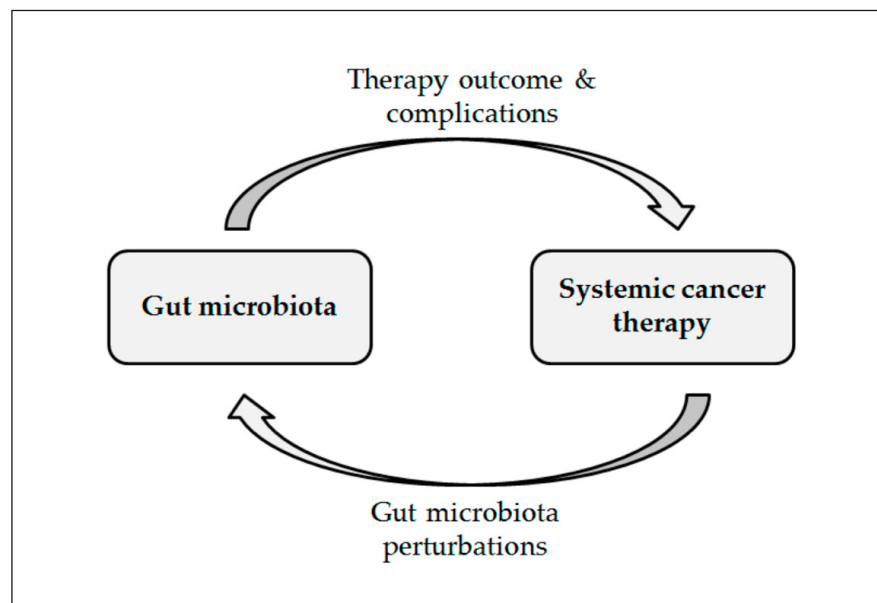 Therapy outcome &
complications
Gut microbiota
Systemic cancer
therapy
Gut microbiota
perturbations